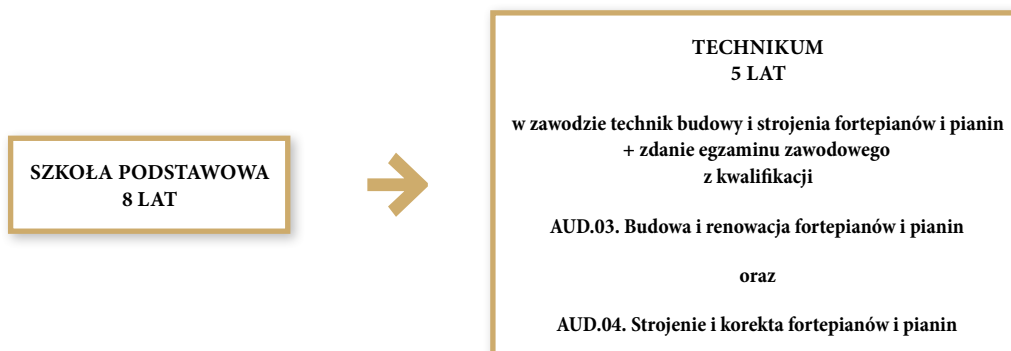 SZKOŁA PODSTAWOWA
8 LAT
TECHNIKUM
5 LAT
w zawodzie technik budowy i strojenia fortepianów i pianin
+ zdanie egzaminu zawodowego
z kwalifikacji
AUD.03. Budowa i renowacja fortepianów i pianin
oraz
AUD.04. Strojenie i korekta fortepianów i pianin